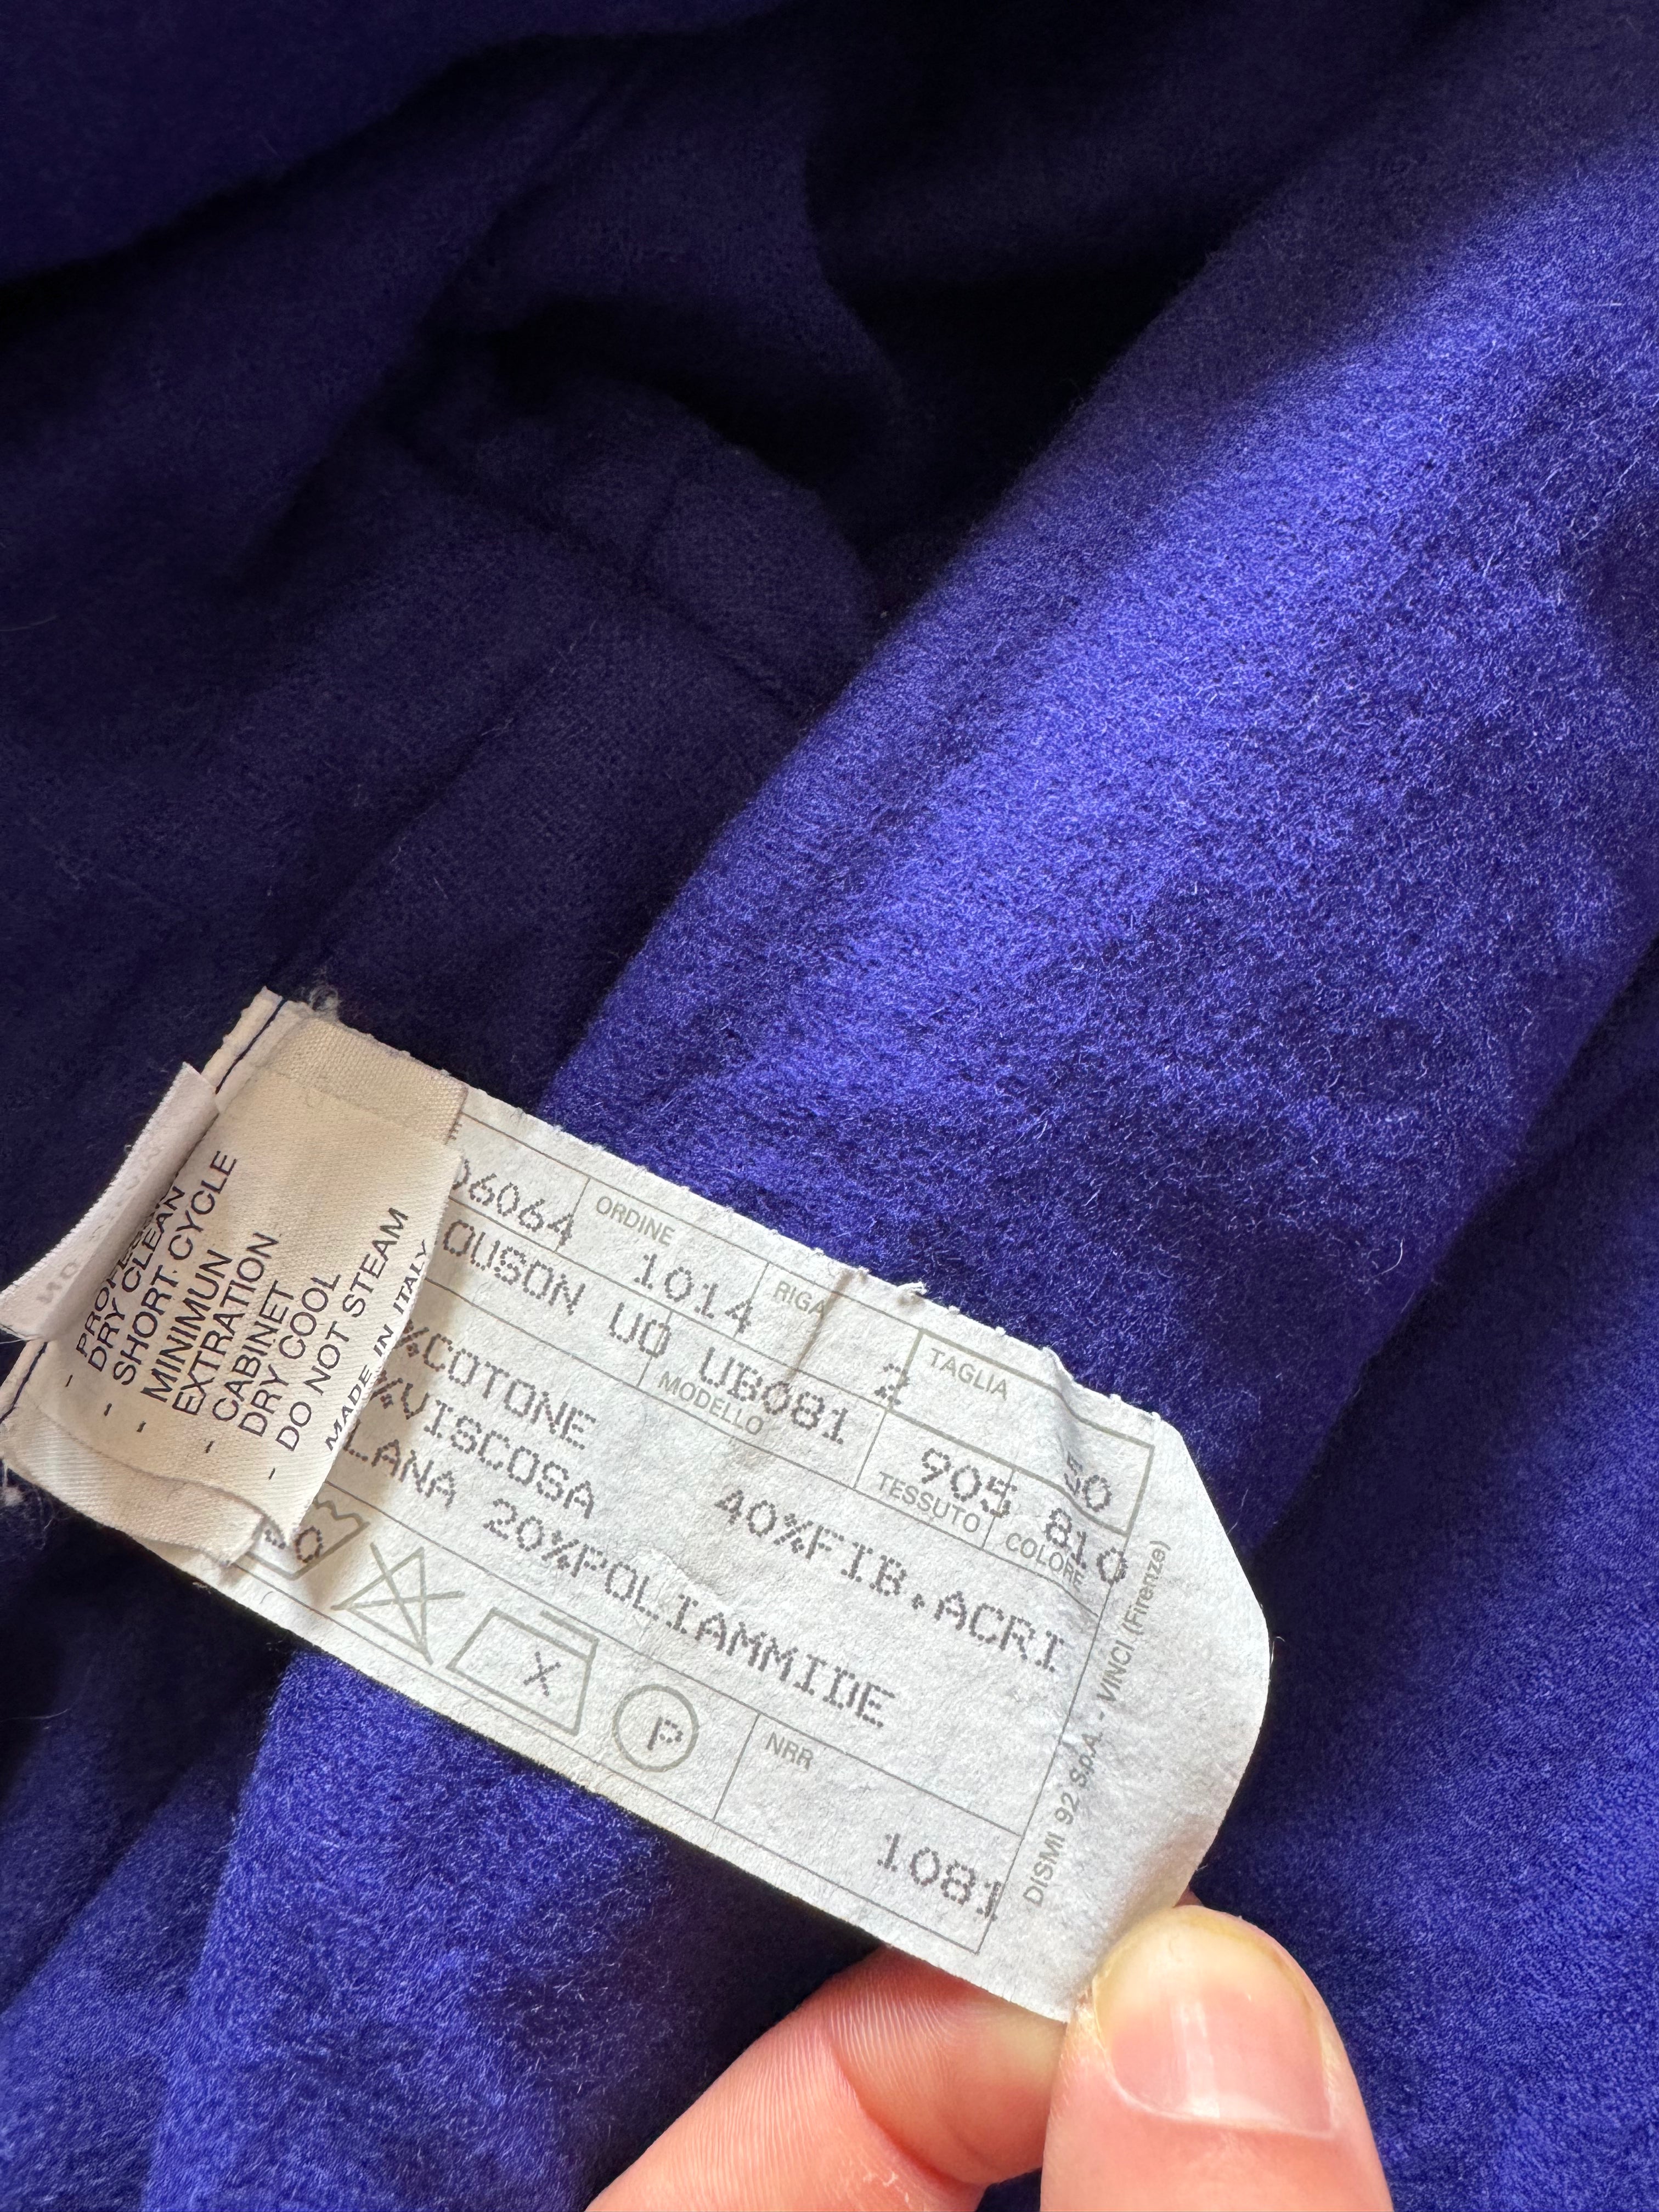 PROFESSIONAL
DRY CLEAN
SHORT CYCLE
- MINIMUN
EXTRATION
- CABINET
DRY COOL
- DO NOT STEAM
MADE IN ITALY
ORDINE
RIGA
TAGLIA
06064 1014 2 50
OUSON UO UB081 905 810
MODELLO TESSUTO COLORE
%COTONE 40%FIB.ACRI
%VISCOSA
LANA 20%POLIAMMIDE
30 X P
NRR
1081
DISMI 92 S.p.A. - VINCI (Firenze)